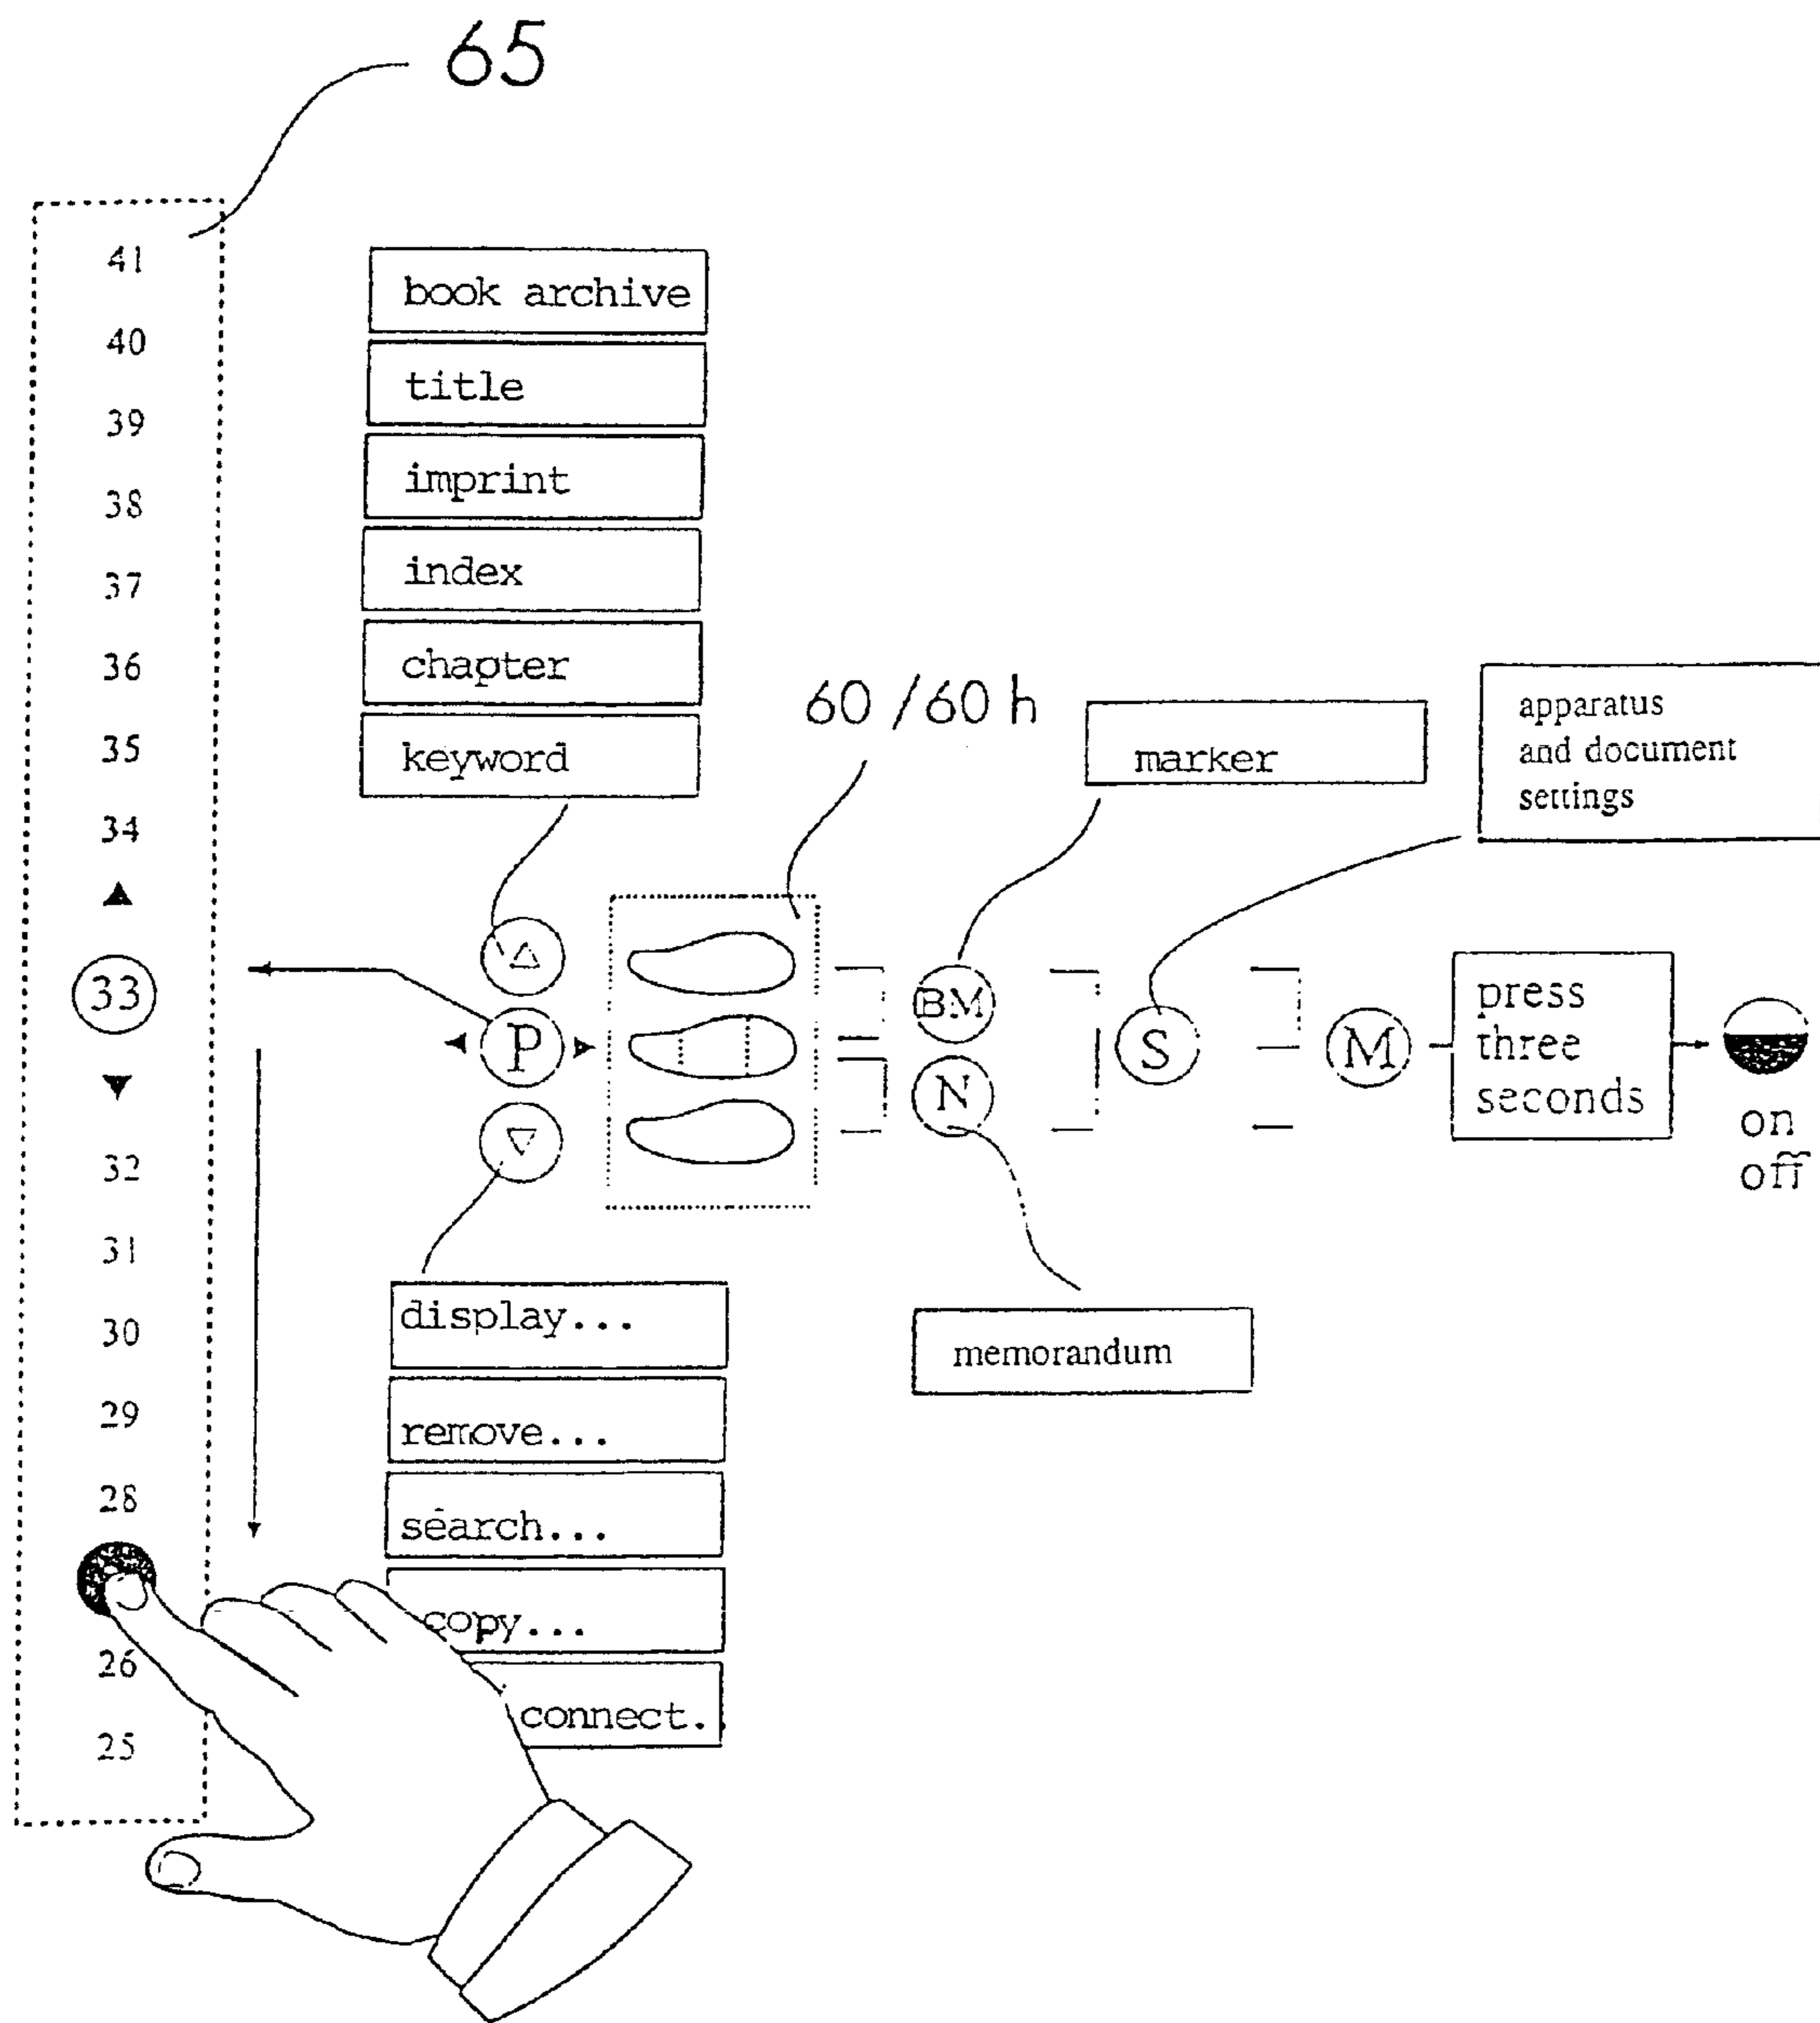 65
41
40
39
38
37
36
35
34
33
32
31
30
29
28
26
25
book archive
title
imprint
index
chapter
keyword
60/60h
marker
apparatus
and document
settings
P
BM
N
S
M
press
three
seconds
on
off
display...
remove...
search...
copy...
connect.
memorandum